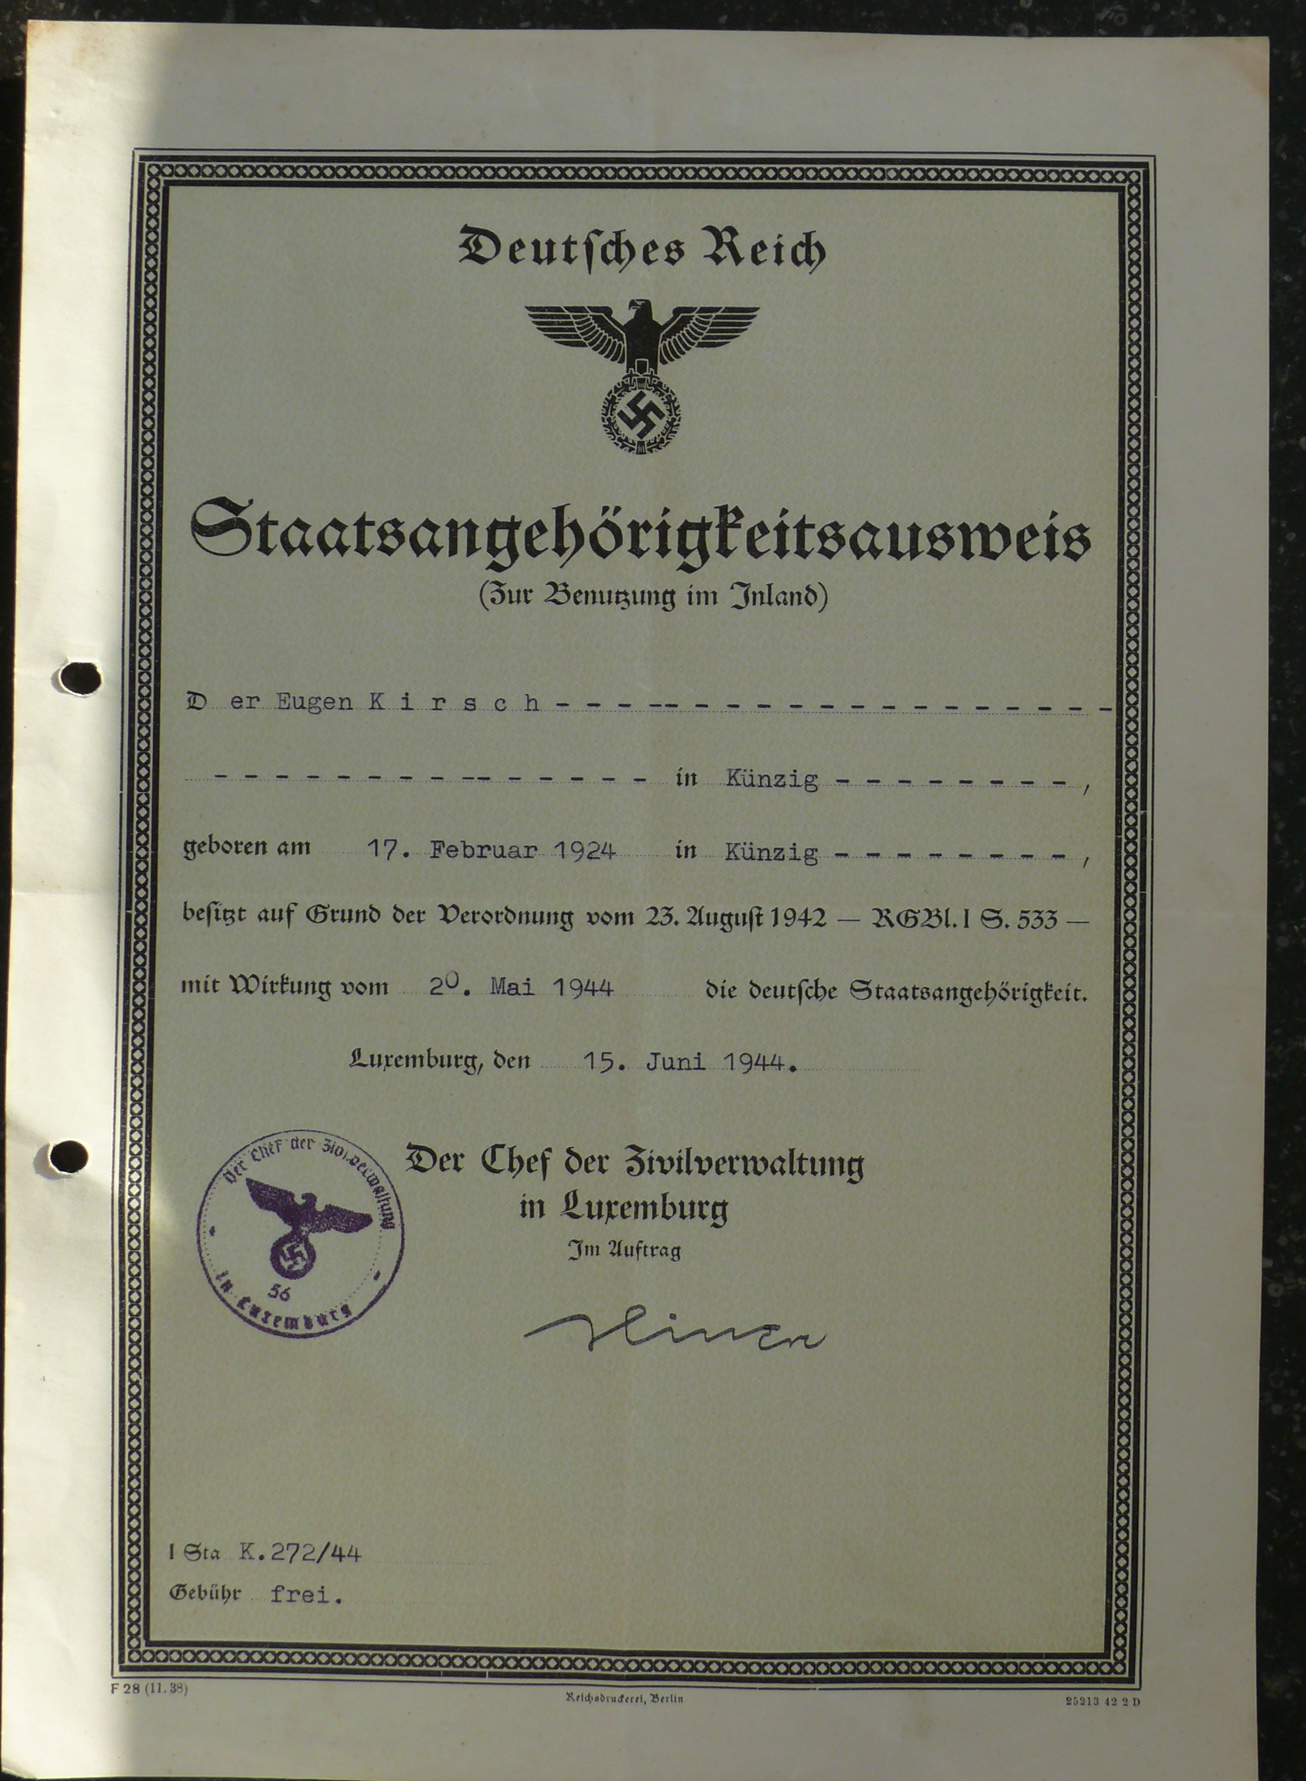 Deutsches Reich
Staatsangehörigkeitsausweis
(Zur Benutzung im Inland)
D er Eugen K i r s c h - - - -- - - - - - - - - - - - - - -
- - - - - - - - -- - - - - - in Künzig - - - - - - - - ,
geboren am 17. Februar 1924 in Künzig - - - - - - - - ,
besitzt auf Grund der Verordnung vom 23. August 1942 — RGBl. I S. 533 —
mit Wirkung vom 20. Mai 1944 die deutsche Staatsangehörigkeit.
Luxemburg, den 15. Juni 1944.
Der Chef der Zivilverwaltung
in Luxemburg
Im Auftrag
Der Chef der Zivilverwaltung
56
in Luxemburg
I Sta K.272/44
Gebühr frei.
F 28 (11. 38)
Reichsdruckerei, Berlin
25213 42 2 D